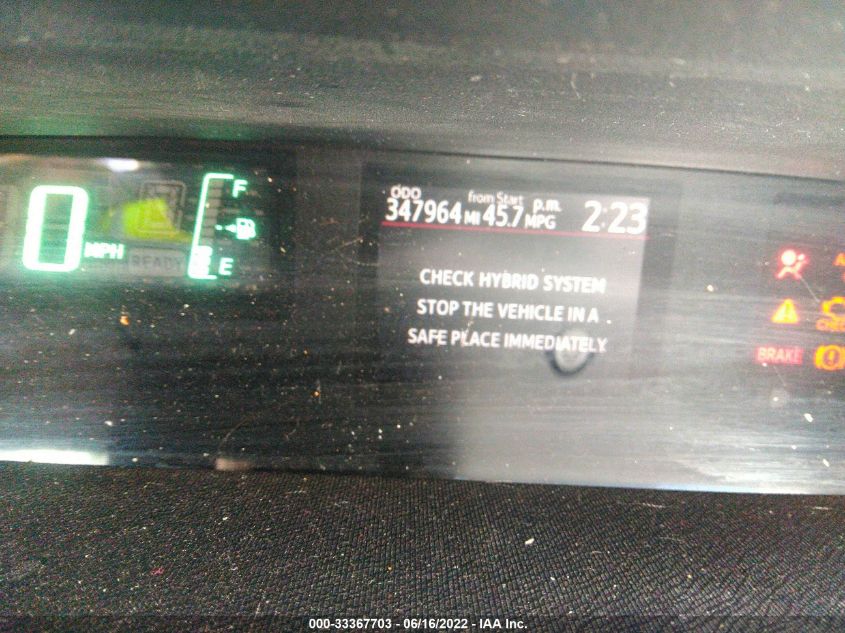 0 MPH
READY
F
E
ODO from Start p.m.
347964 MI 45.7 MPG 2:23
CHECK HYBRID SYSTEM
STOP THE VEHICLE IN A
SAFE PLACE IMMEDIATELY
BRAKE
000-33367703 - 06/16/2022 - IAA Inc.